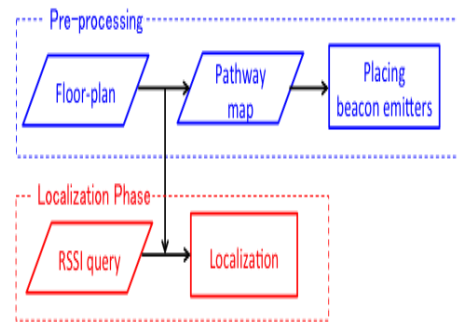 Pre-processing
Floor-plan
Pathway
map
Placing
beacon emitters
Localization Phase
RSSI query
Localization